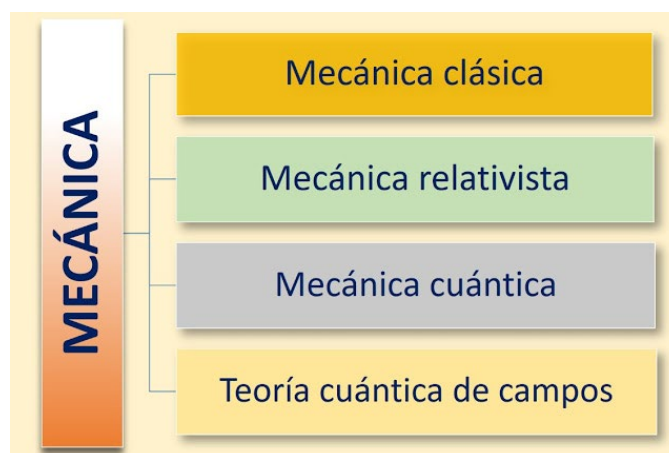 MECÁNICA
Mecánica clásica
Mecánica relativista
Mecánica cuántica
Teoría cuántica de campos